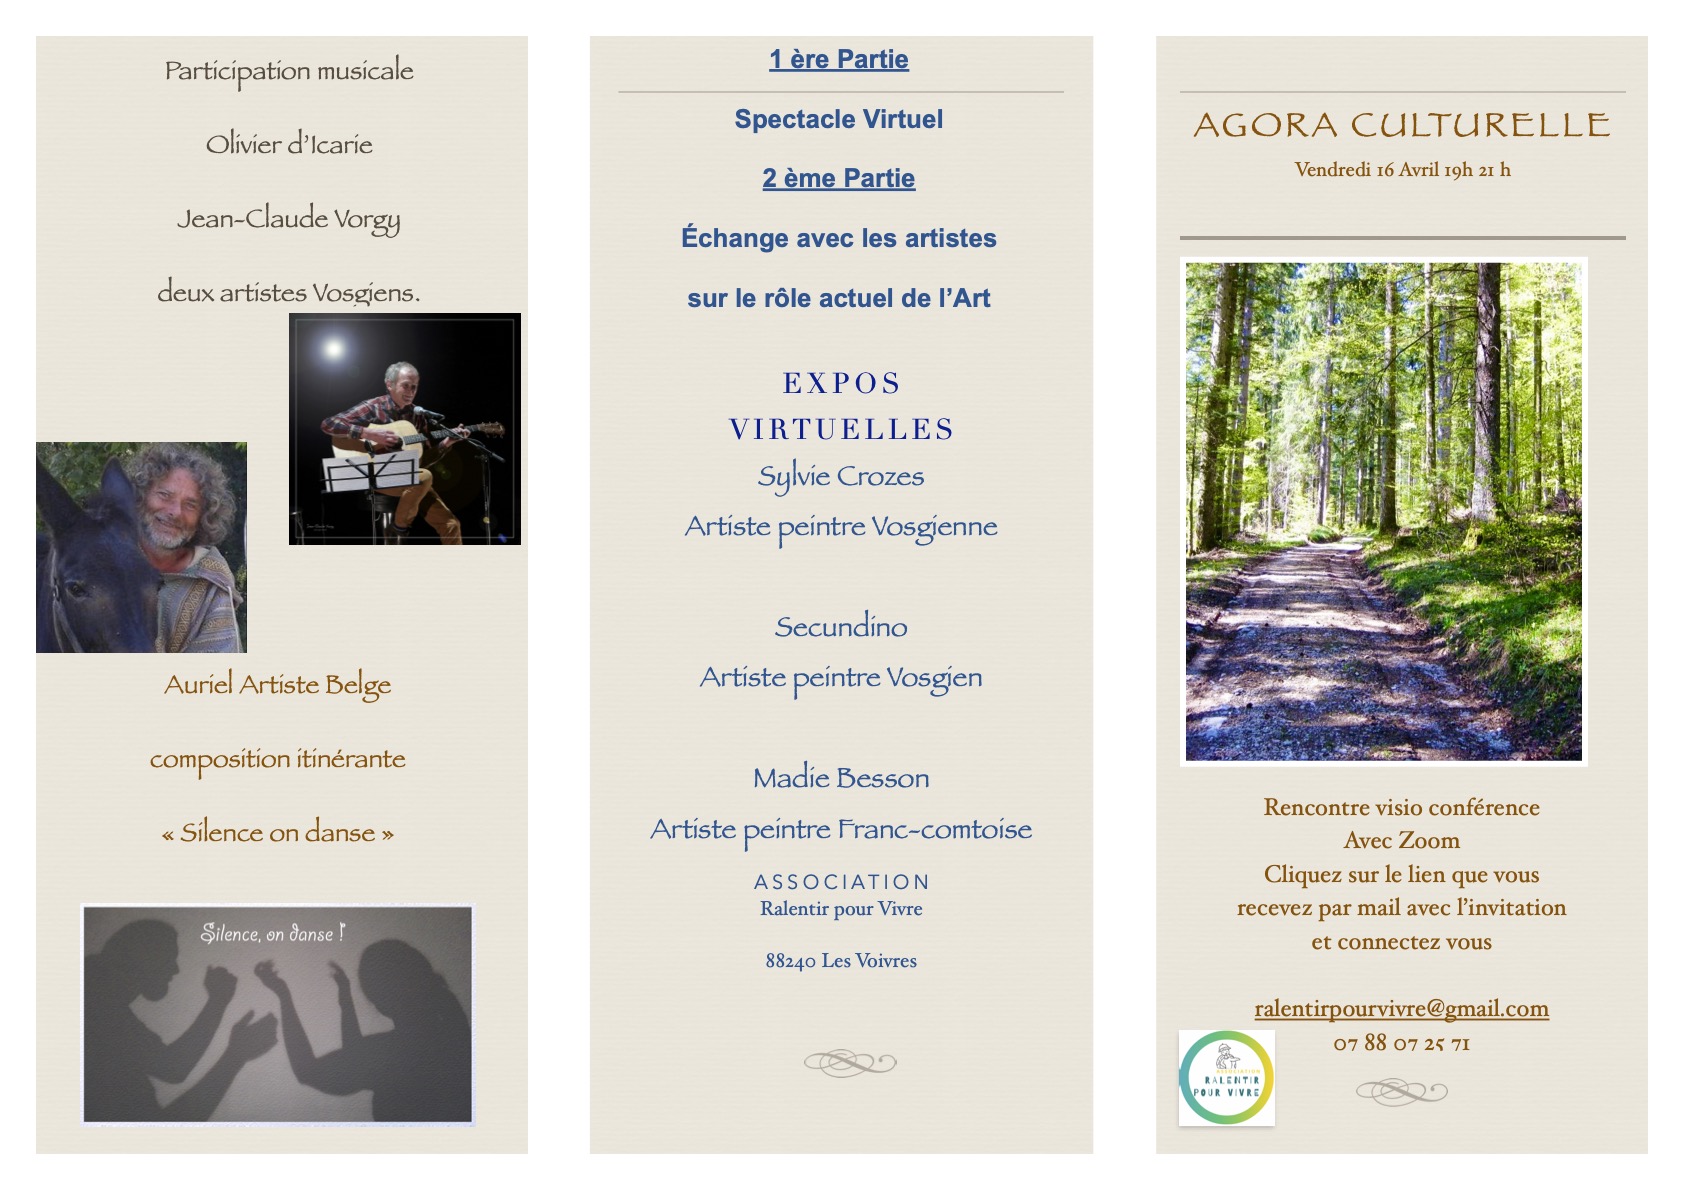 Participation musicale
Olivier d’Icarie
Jean-Claude Vorgy
deux artistes Vosgiens.
Auriel Artiste Belge
composition itinérante
« Silence on danse »
Silence, on danse !
1 ère Partie
Spectacle Virtuel
2 ème Partie
Échange avec les artistes
sur le rôle actuel de l’Art
EXPOS
VIRTUELLES
Sylvie Crozes
Artiste peintre Vosgienne
Secundino
Artiste peintre Vosgien
Madie Besson
Artiste peintre Franc-comtoise
ASSOCIATION
Ralentir pour Vivre
88240 Les Voivres
AGORA CULTURELLE
Vendredi 16 Avril 19h 21 h
Rencontre visio conférence
Avec Zoom
Cliquez sur le lien que vous
recevez par mail avec l’invitation
et connectez vous
ralentirpourvivre@gmail.com
07 88 07 25 71
ASSOCIATION
RALENTIR
POUR VIVRE